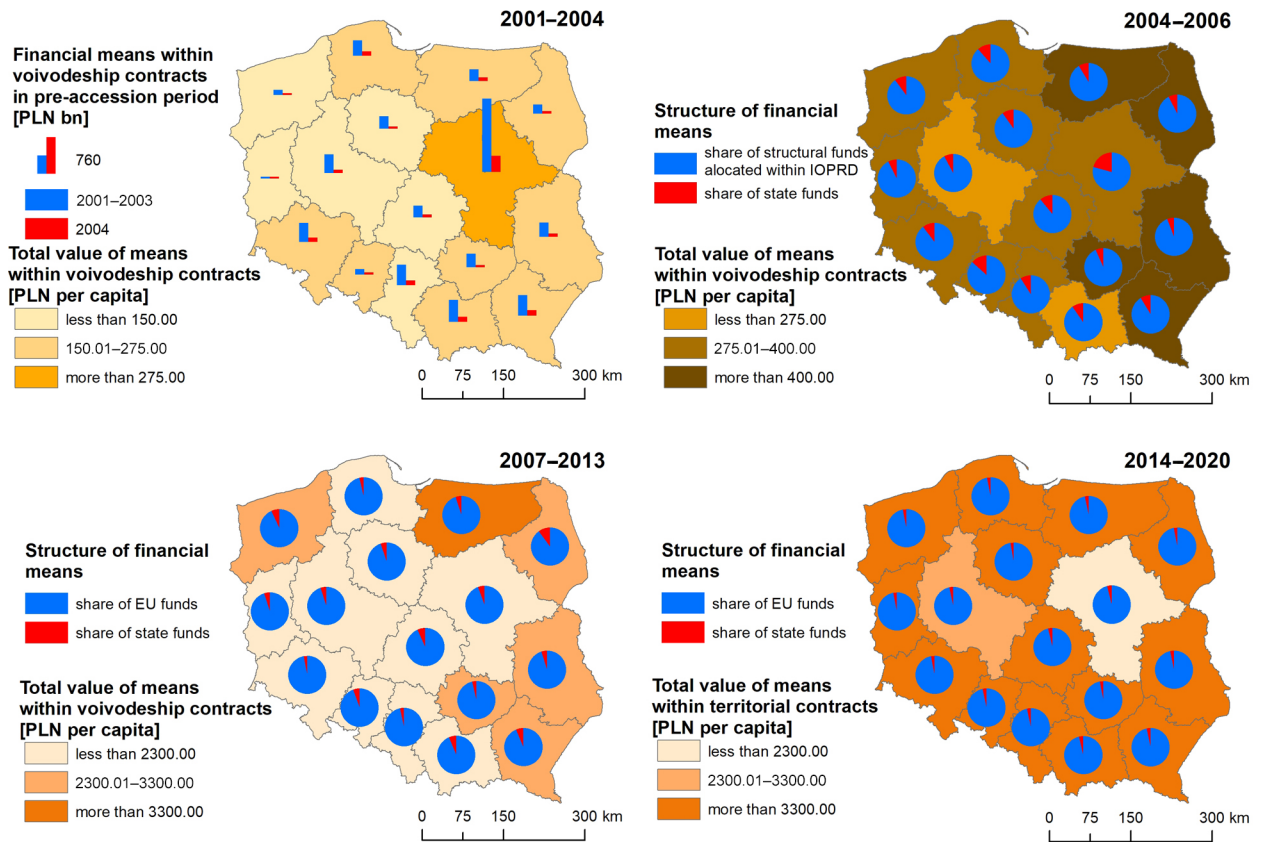 2001–2004
Financial means within
voivodeship contracts
in pre-accession period
[PLN bn]
760
2001–2003
2004
Total value of means
within voivodeship contracts
[PLN per capita]
less than 150.00
150.01–275.00
more than 275.00
0 75 150 300 km
2004–2006
Structure of financial
means
share of structural funds
alocated within IOPRD
share of state funds
Total value of means
within voivodeship contracts
[PLN per capita]
less than 275.00
275.01–400.00
more than 400.00
0 75 150 300 km
2007–2013
Structure of financial
means
share of EU funds
share of state funds
Total value of means
within voivodeship contracts
[PLN per capita]
less than 2300.00
2300.01–3300.00
more than 3300.00
0 75 150 300 km
2014–2020
Structure of financial
means
share of EU funds
share of state funds
Total value of means
within territorial contracts
[PLN per capita]
less than 2300.00
2300.01–3300.00
more than 3300.00
0 75 150 300 km